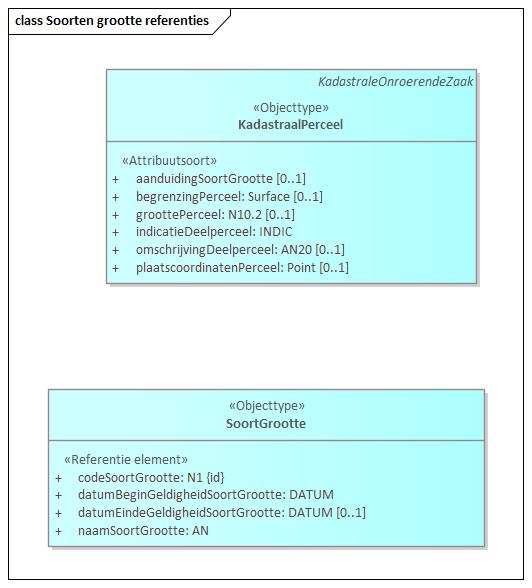 class Soorten grootte referenties
KadastraleOnroerendeZaak
«Objecttype»
KadastraalPerceel
«Attribuutsoort»
+ aanduidingSoortGrootte [0..1]
+ begrenzingPerceel: Surface [0..1]
+ groottePerceel: N10.2 [0..1]
+ indicatieDeelperceel: INDIC
+ omschrijvingDeelperceel: AN20 [0..1]
+ plaatscoordinatenPerceel: Point [0..1]
«Objecttype»
SoortGrootte
«Referentie element»
+ codeSoortGrootte: N1 {id}
+ datumBeginGeldigheidSoortGrootte: DATUM
+ datumEindeGeldigheidSoortGrootte: DATUM [0..1]
+ naamSoortGrootte: AN